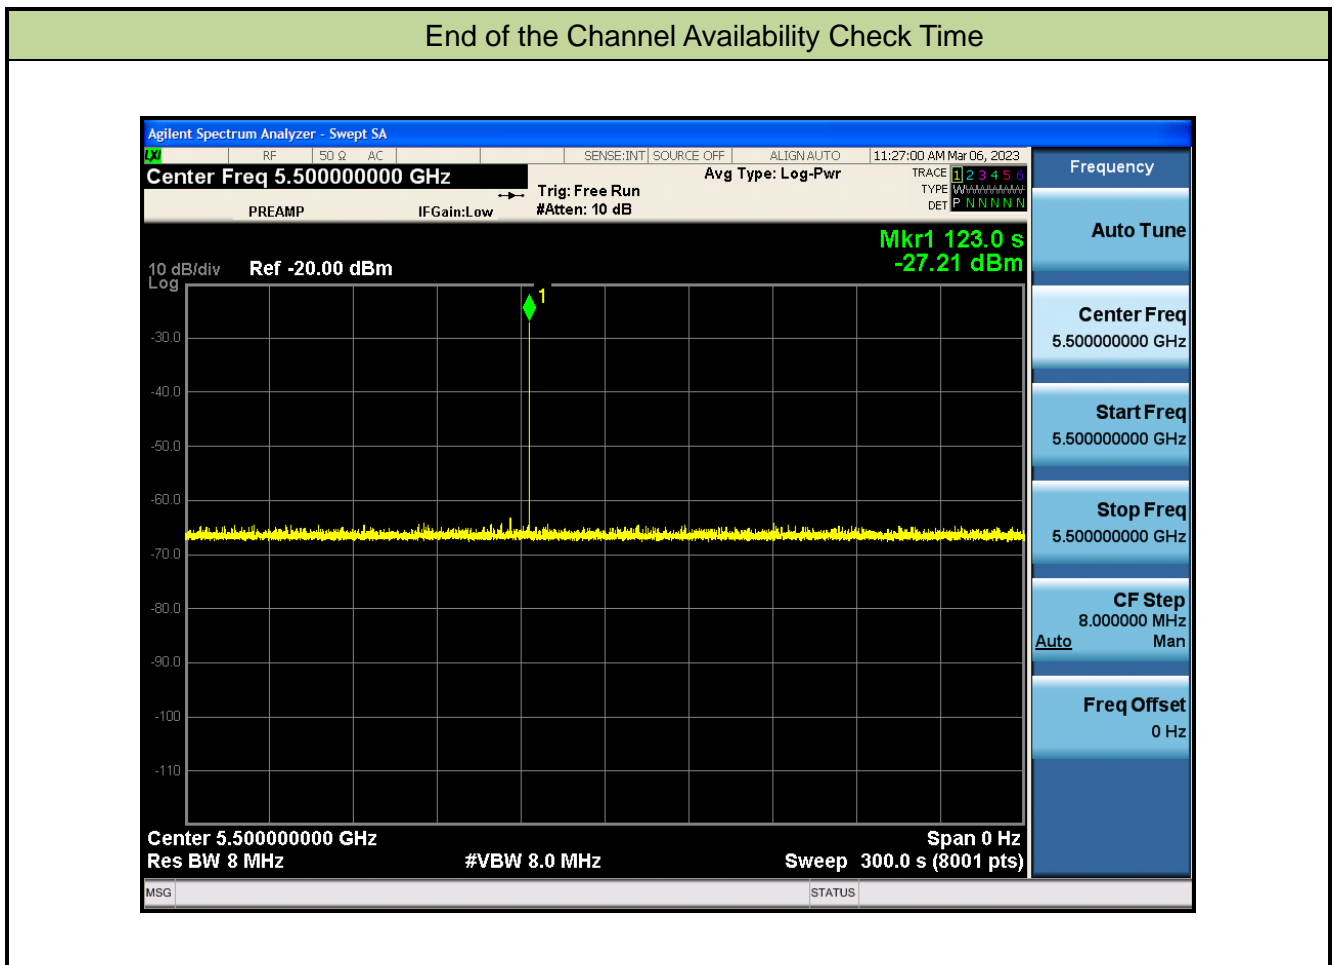 End of the Channel Availability Check Time
Agilent Spectrum Analyzer - Swept SA
LXI RF 50 Ω AC SENSE:INT SOURCE OFF ALIGN AUTO 11:27:00 AM Mar 06, 2023
Center Freq 5.500000000 GHz
Avg Type: Log-Pwr
TRACE 1 2 3 4 5 6
TYPE
DET P N N N N N
PREAMP
IFGain:Low
Trig: Free Run
#Atten: 10 dB
Mkr1 123.0 s
-27.21 dBm
10 dB/div
Log
Ref -20.00 dBm
1
-30.0
-40.0
-50.0
-60.0
-70.0
-80.0
-90.0
-100
-110
Center 5.500000000 GHz
Span 0 Hz
Res BW 8 MHz
#VBW 8.0 MHz
Sweep 300.0 s (8001 pts)
MSG
STATUS
Frequency
Auto Tune
Center Freq
5.500000000 GHz
Start Freq
5.500000000 GHz
Stop Freq
5.500000000 GHz
CF Step
8.000000 MHz
Auto Man
Freq Offset
0 Hz